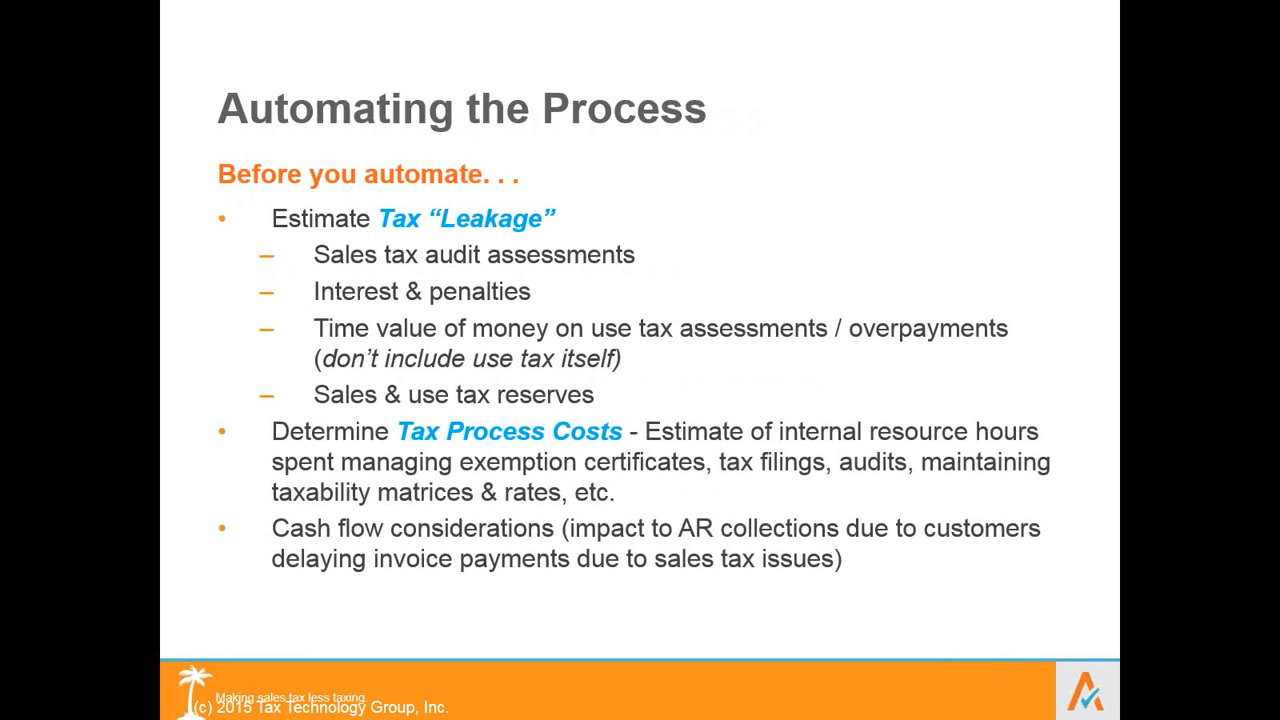 Automating the Process
Before you automate. . .
• Estimate Tax “Leakage”
– Sales tax audit assessments
– Interest & penalties
– Time value of money on use tax assessments / overpayments
(don’t include use tax itself)
– Sales & use tax reserves
• Determine Tax Process Costs - Estimate of internal resource hours
spent managing exemption certificates, tax filings, audits, maintaining
taxability matrices & rates, etc.
• Cash flow considerations (impact to AR collections due to customers
delaying invoice payments due to sales tax issues)
Making sales tax less taxing.
(c) 2015 Tax Technology Group, Inc.